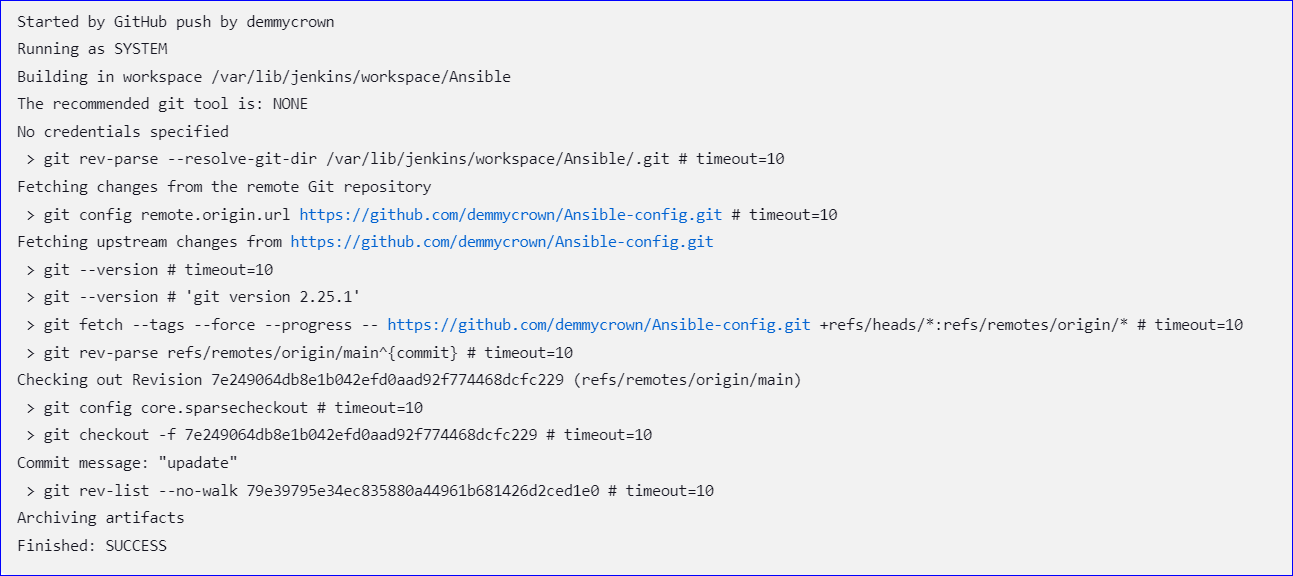 Started by GitHub push by demmycrown
Running as SYSTEM
Building in workspace /var/lib/jenkins/workspace/Ansible
The recommended git tool is: NONE
No credentials specified
 > git rev-parse --resolve-git-dir /var/lib/jenkins/workspace/Ansible/.git # timeout=10
Fetching changes from the remote Git repository
 > git config remote.origin.url https://github.com/demmycrown/Ansible-config.git # timeout=10
Fetching upstream changes from https://github.com/demmycrown/Ansible-config.git
 > git --version # timeout=10
 > git --version # 'git version 2.25.1'
 > git fetch --tags --force --progress -- https://github.com/demmycrown/Ansible-config.git +refs/heads/*:refs/remotes/origin/* # timeout=10
 > git rev-parse refs/remotes/origin/main^{commit} # timeout=10
Checking out Revision 7e249064db8e1b042efd0aad92f774468dcfc229 (refs/remotes/origin/main)
 > git config core.sparsecheckout # timeout=10
 > git checkout -f 7e249064db8e1b042efd0aad92f774468dcfc229 # timeout=10
Commit message: "upadate"
 > git rev-list --no-walk 79e39795e34ec835880a44961b681426d2ced1e0 # timeout=10
Archiving artifacts
Finished: SUCCESS